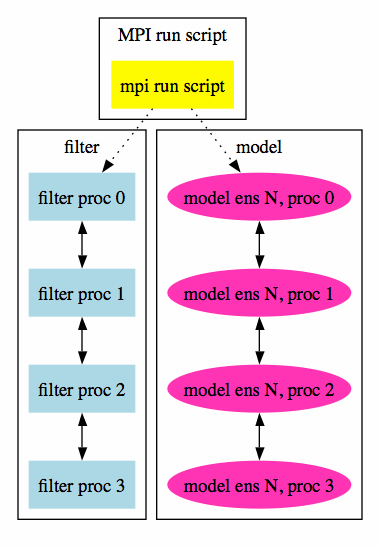 MPI run script
mpi run script
filter
model
filter proc 0
model ens N, proc 0
filter proc 1
model ens N, proc 1
filter proc 2
model ens N, proc 2
filter proc 3
model ens N, proc 3